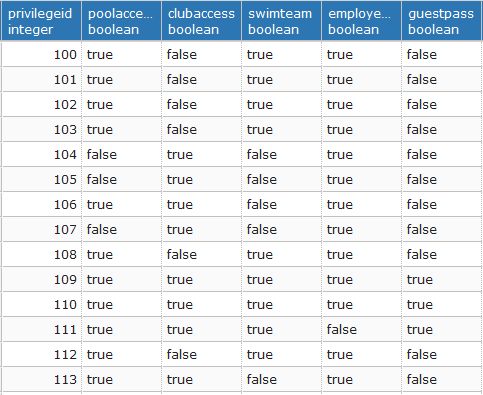 privilegeid poolacce... clubaccess swimteam employe... guestpass
integer boolean boolean boolean boolean boolean
100 true false true true false
101 true false true true false
102 true false true true false
103 true false true true false
104 false true false true false
105 false true false true false
106 true true false true false
107 false true false true false
108 true false true true false
109 true true true true true
110 true true true true true
111 true true true false true
112 true false true true false
113 true true false true false